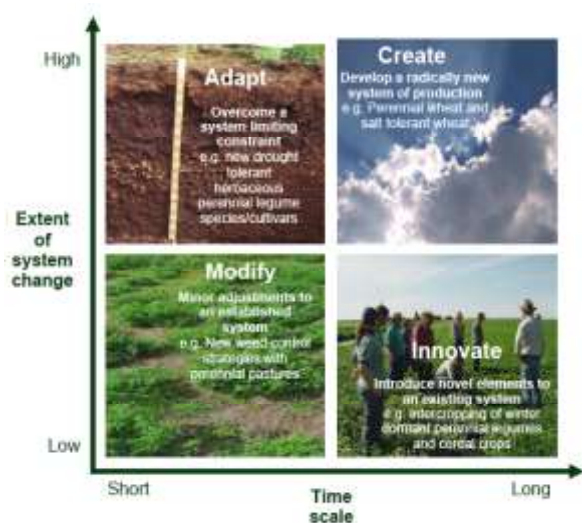 High
Extent
of
system
change
Low
Adapt
Overcome a
system limiting
constraint
e.g. new drought
tolerant
herbaceous
perennial legume
species/cultivars
Create
Develop a radically new
system of production
e.g. Perennial wheat and
salt tolerant wheat
Modify
Minor adjustments to
an established
system
e.g. New weed control
strategies with
perennial pastures
Innovate
Introduce novel elements to
an existing system
e.g. Intercropping of winter
dormant perennial legumes
and cereal crops
Short
Time
scale
Long